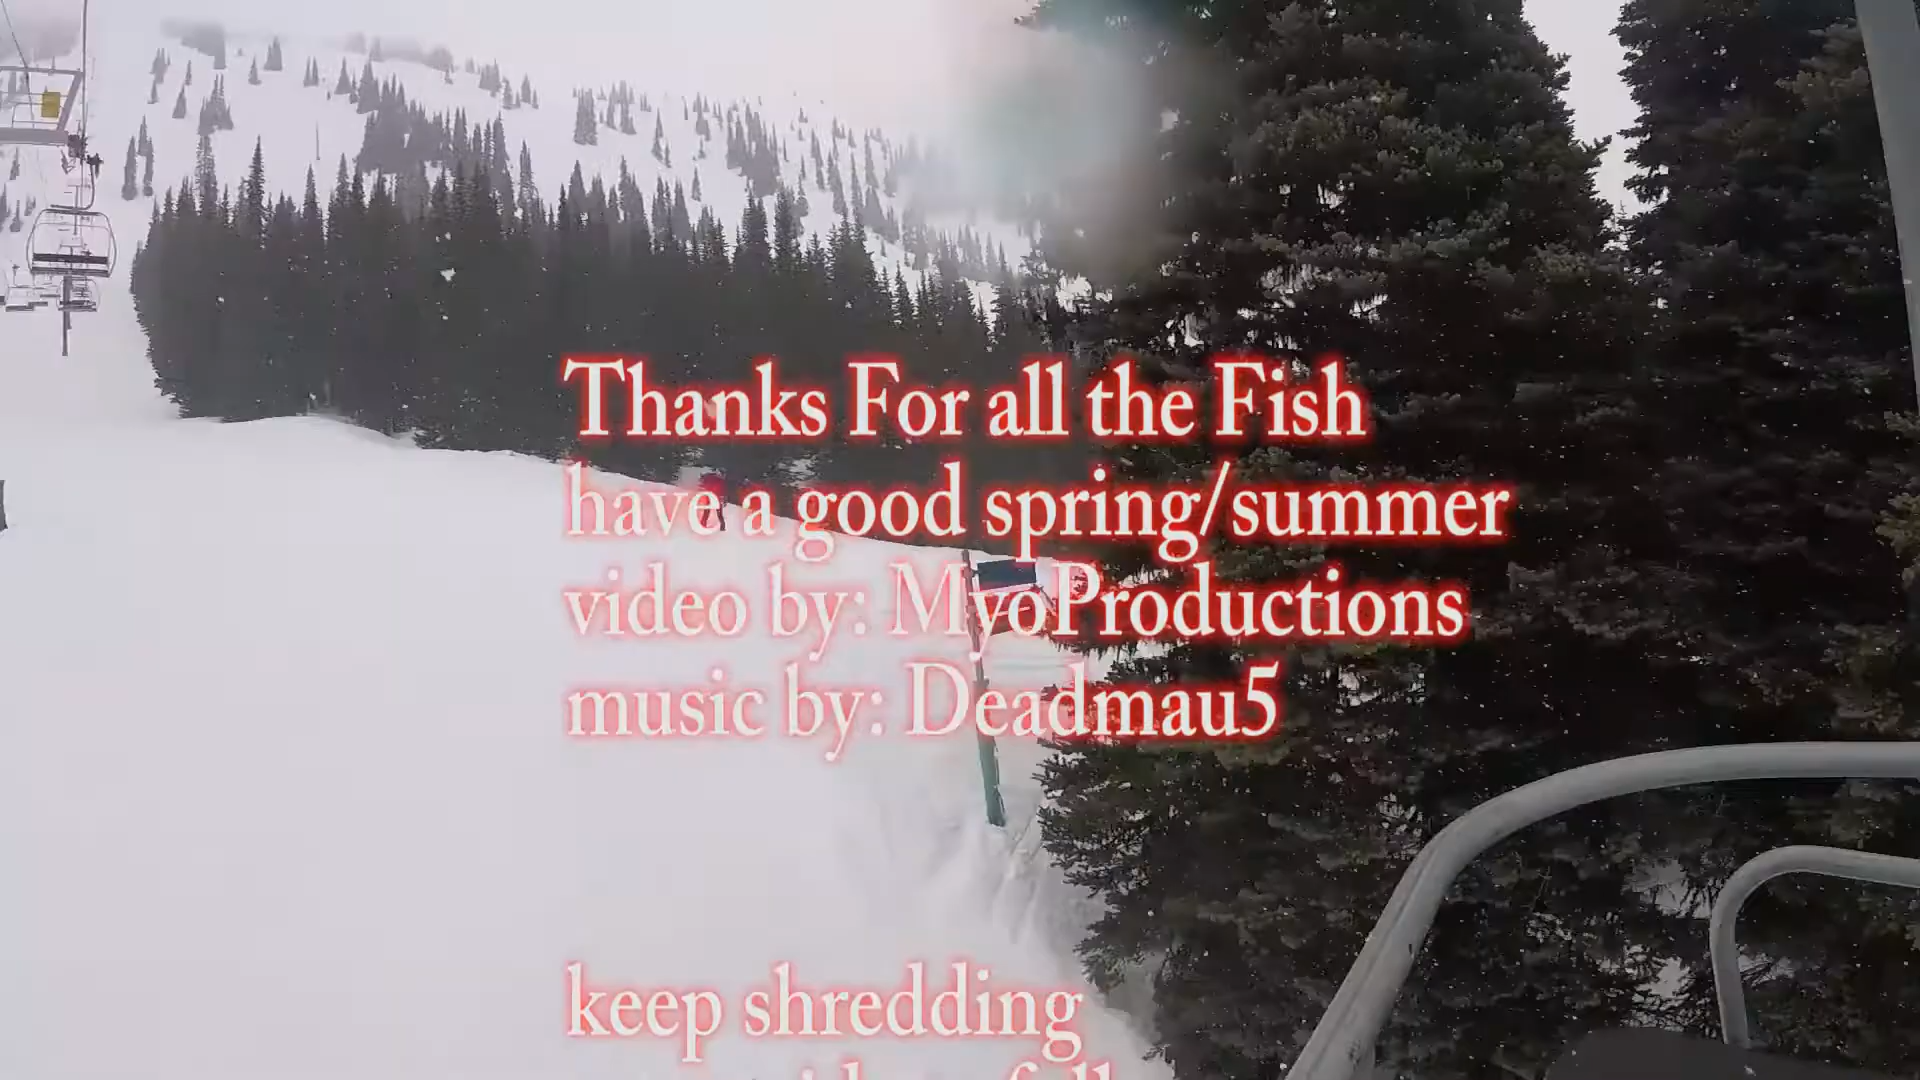 Thanks For all the Fish
have a good spring/summer
video by: MyoProductions
music by: Deadmau5
keep shredding